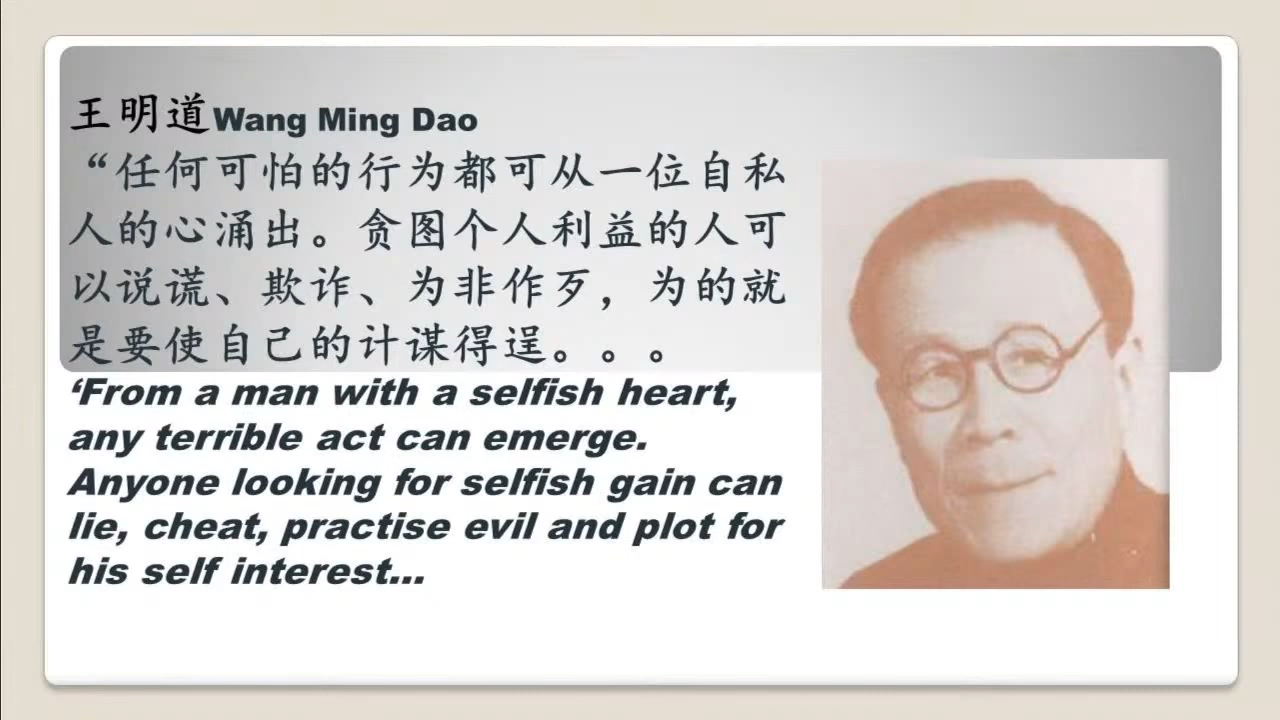 王明道Wang Ming Dao
“任何可怕的行为都可从一位自私
人的心涌出。贪图个人利益的人可
以说谎、欺诈、为非作歹，为的就
是要使自己的计谋得逞。。。
‘From a man with a selfish heart,
any terrible act can emerge.
Anyone looking for selfish gain can
lie, cheat, practise evil and plot for
his self interest...